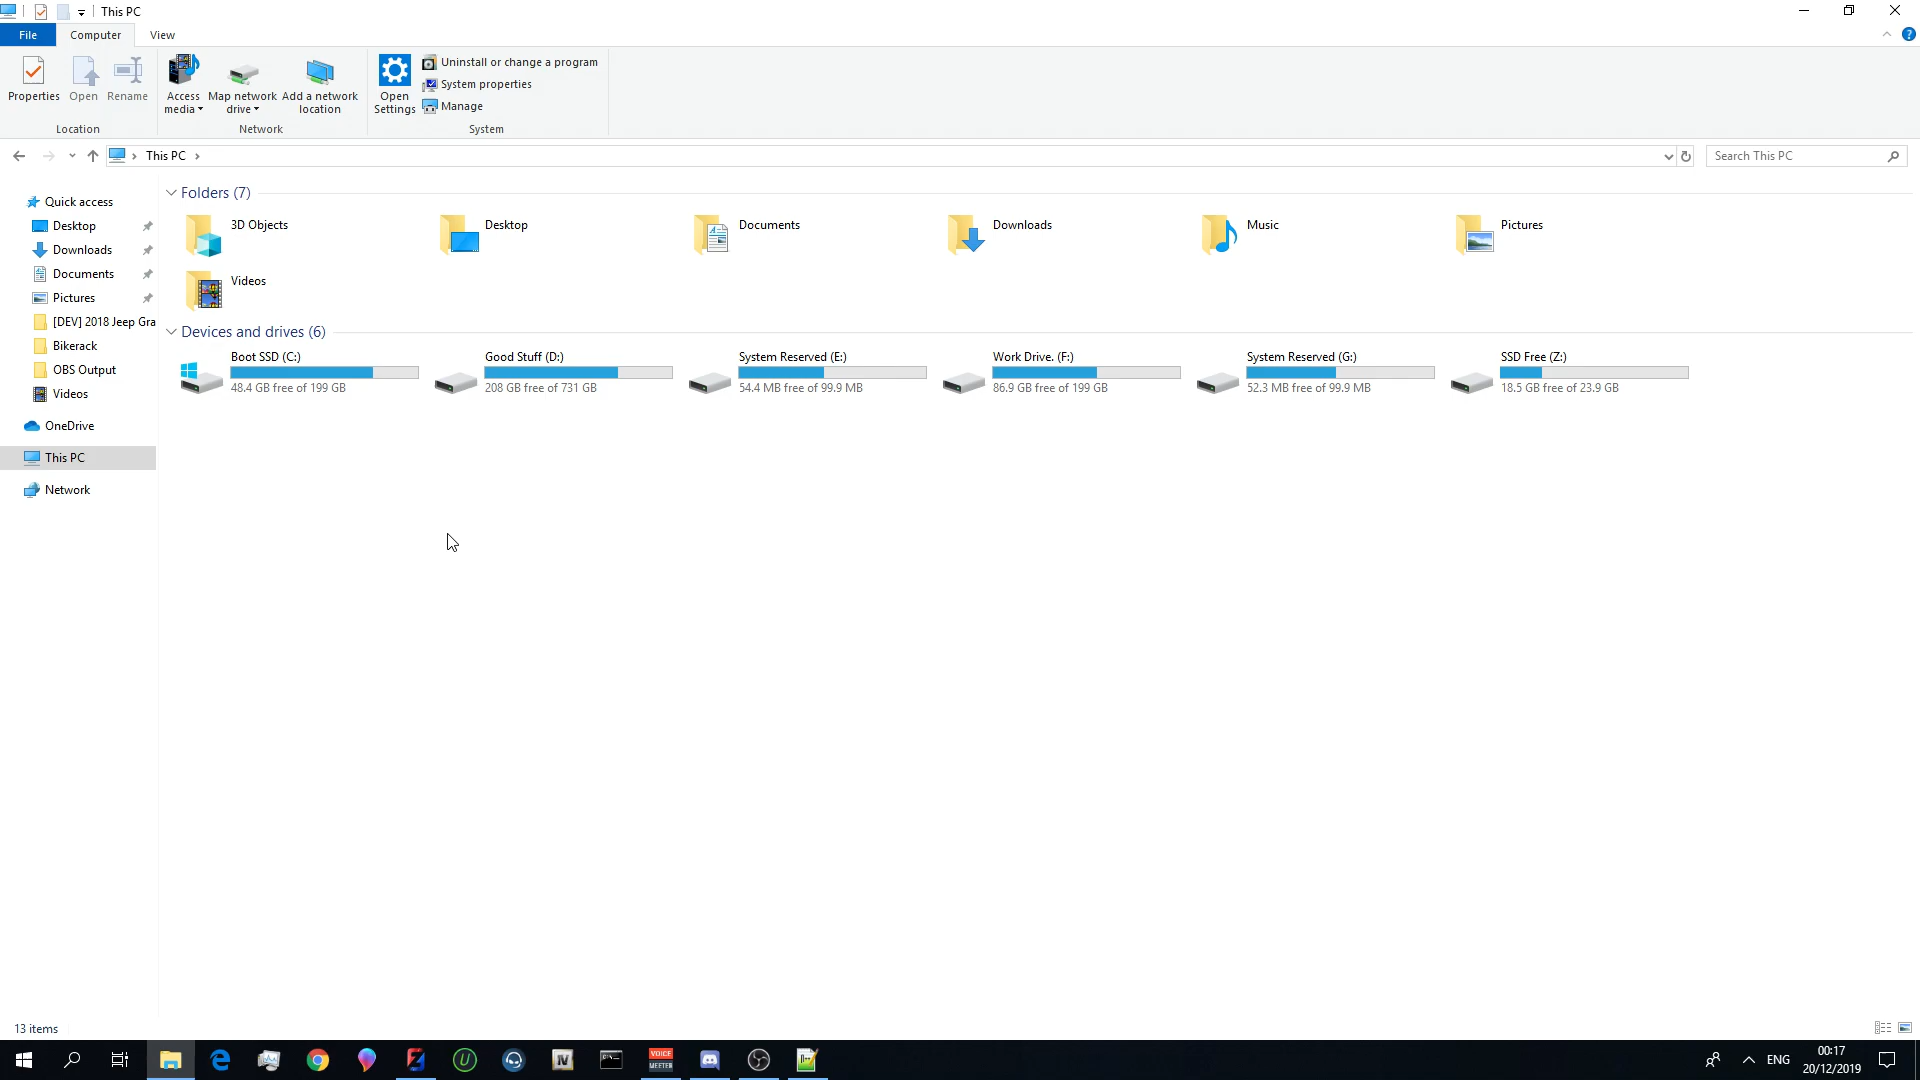 This PC
File
Computer
View
Properties
Open
Rename
Access media
Map network drive
Add a network location
Open Settings
Uninstall or change a program
System properties
Manage
Location
Network
System
This PC
Search This PC
Quick access
Desktop
Downloads
Documents
Pictures
[DEV] 2018 Jeep Gra
Bikerack
OBS Output
Videos
OneDrive
This PC
Network
Folders (7)
3D Objects
Desktop
Documents
Downloads
Music
Pictures
Videos
Devices and drives (6)
Boot SSD (C:)
48.4 GB free of 199 GB
Good Stuff (D:)
208 GB free of 731 GB
System Reserved (E:)
54.4 MB free of 99.9 MB
Work Drive. (F:)
86.9 GB free of 199 GB
System Reserved (G:)
52.3 MB free of 99.9 MB
SSD Free (Z:)
18.5 GB free of 23.9 GB
13 items
IV
VOICE
MEETER
ENG
00:17
20/12/2019